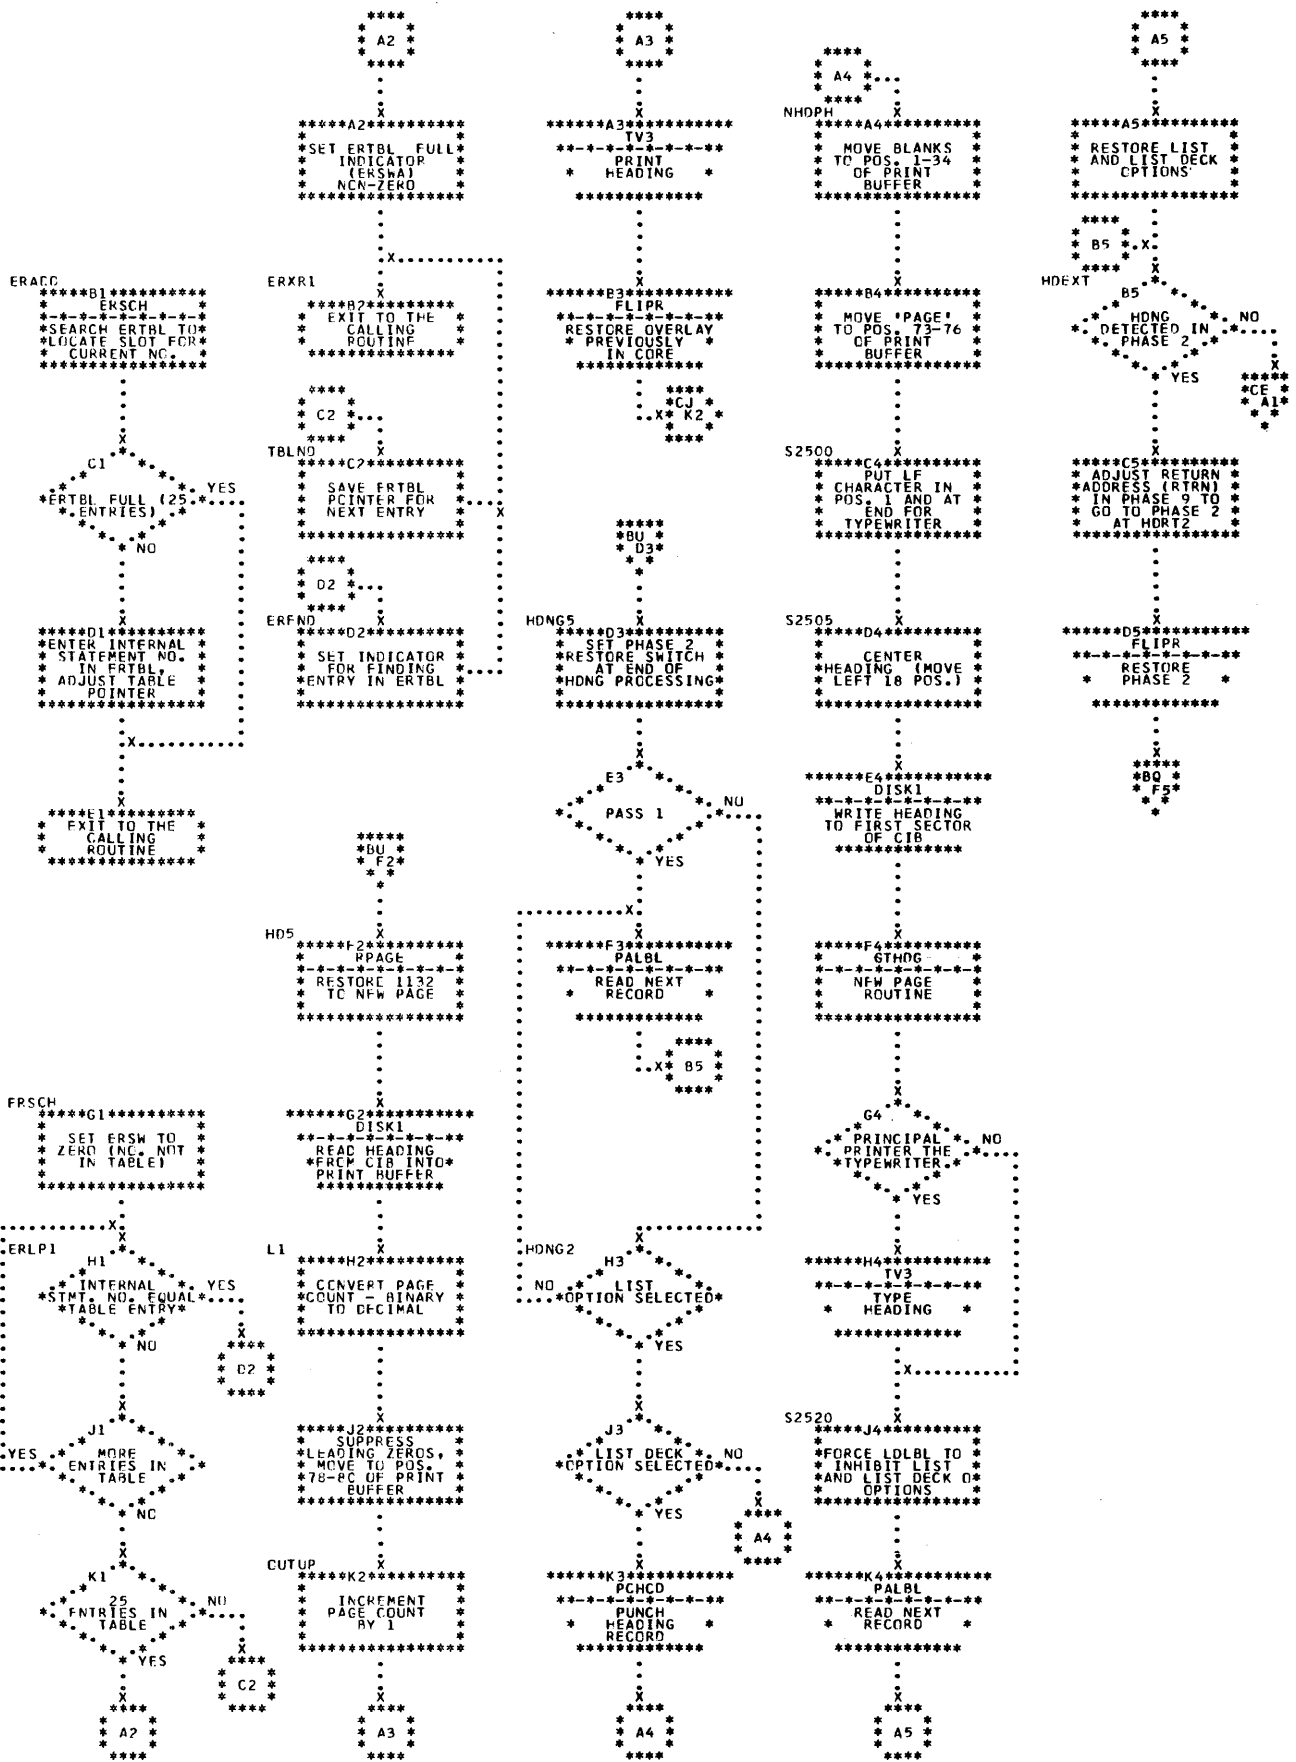 A2
A2
SET ERTBL FULL
INDICATOR
(ERSWA)
NCN-ZERO
ERXR1
B2
EXIT TO THE
CALLING
ROUTINE
C2
TBLND
C2
SAVE ERTBL
PCINTER FOR
NEXT ENTRY
D2
ERFND
D2
SET INDICATOR
FOR FINDING
ENTRY IN ERTBL
ERADD
B1
ERSCH
SEARCH ERTBL TO
LOCATE SLOT FOR
CURRENT NC.
C1
ERTBL FULL (25
ENTRIES)
YES
NO
D1
ENTER INTERNAL
STATEMENT NO.
IN ERTBL,
ADJUST TABLE
POINTER
E1
EXIT TO THE
CALLING
ROUTINE
BU
F2
HD5
F2
RPAGE
RESTORE 1132
TC NEW PAGE
G2
DISK1
READ HEADING
FRCM CIB INTO
PRINT BUFFER
L1
H2
CCNVERT PAGE
COUNT - BINARY
TO DECIMAL
J2
SUPPRESS
LEADING ZEROS,
MOVE TO POS.
78-8C OF PRINT
BUFFER
CUTUP
K2
INCREMENT
PAGE COUNT
BY 1
A3
ERSCH
G1
SET ERSW TO
ZERO (NC. NOT
IN TABLE)
ERLP1
H1
INTERNAL
STMT. NO. EQUAL
TABLE ENTRY
YES
NO
D2
J1
MORE
ENTRIES IN
TABLE
YES
NC
K1
25
ENTRIES IN
TABLE
NO
YES
C2
A2
A3
A3
TV3
PRINT
HEADING
B3
FLIPR
RESTORE OVERLAY
PREVIOUSLY
IN CORE
CJ
K2
BU
D3
HDNG5
D3
SET PHASE 2
RESTORE SWITCH
AT END OF
HDNG PROCESSING
E3
PASS 1
NO
YES
F3
PALBL
READ NEXT
RECORD
B5
HDNG2
H3
LIST
OPTION SELECTED
NO
YES
J3
LIST DECK
OPTION SELECTED
NO
YES
A4
K3
PCHCD
PUNCH
HEADING
RECORD
A4
A4
NHDPH
A4
MOVE BLANKS
TO POS. 1-34
OF PRINT
BUFFER
B4
MOVE 'PAGE'
TO POS. 73-76
OF PRINT
BUFFER
S2500
C4
PUT LF
CHARACTER IN
POS. 1 AND AT
END FOR
TYPEWRITER
S2505
D4
CENTER
HEADING (MOVE
LEFT 18 POS.)
E4
DISK1
WRITE HEADING
TO FIRST SECTOR
OF CIB
F4
GTHDG
NEW PAGE
ROUTINE
G4
PRINCIPAL
PRINTER THE
TYPEWRITER
NO
YES
H4
TV3
TYPE
HEADING
S2520
J4
FORCE LDLBL TO
INHIBIT LIST
AND LIST DECK O
OPTIONS
K4
PALBL
READ NEXT
RECORD
A5
A5
A5
RESTORE LIST
AND LIST DECK
CPTIONS
B5
HDEXT
B5
HDNG
DETECTED IN
PHASE 2
NO
YES
CE
A1
C5
ADJUST RETURN
ADDRESS (RTRN)
IN PHASE 9 TO
GO TO PHASE 2
AT HDRT2
D5
FLIPR
RESTORE
PHASE 2
BQ
F5